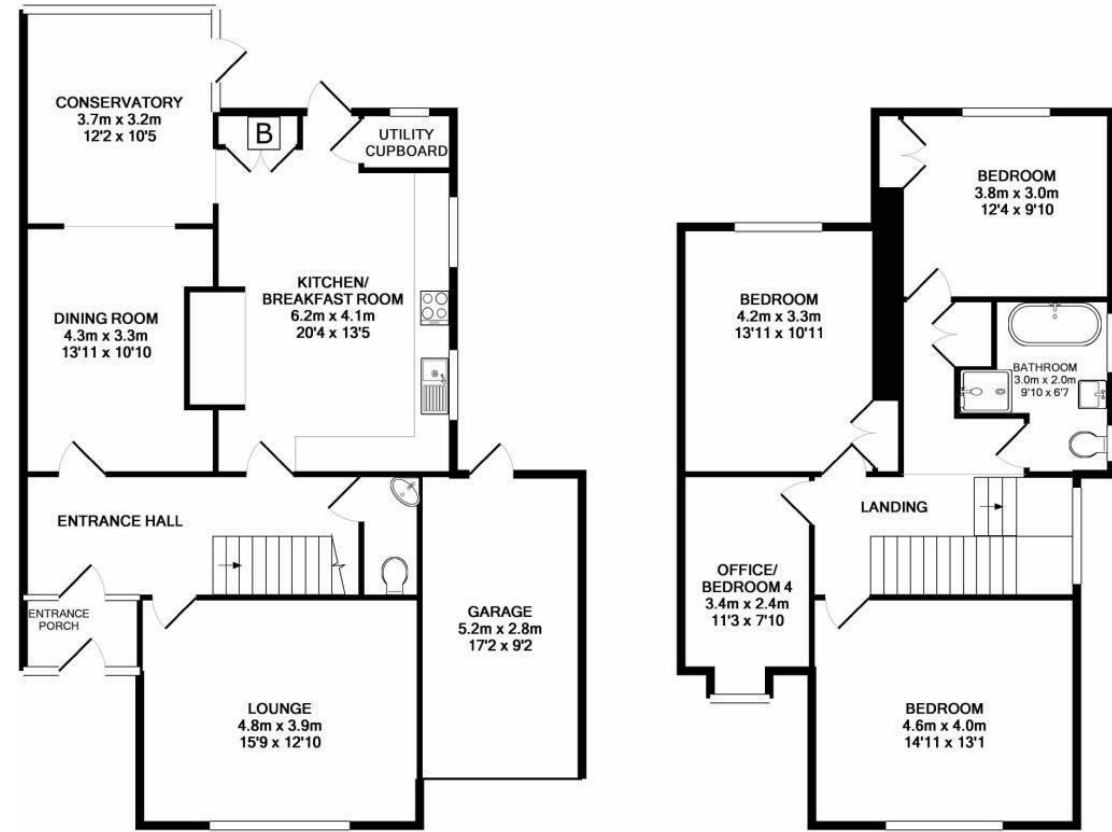 CONSERVATORY
3.7m x 3.2m
12'2 x 10'5
B
UTILITY
CUPBOARD
KITCHEN/
BREAKFAST ROOM
6.2m x 4.1m
20'4 x 13'5
DINING ROOM
4.3m x 3.3m
13'11 x 10'10
ENTRANCE HALL
ENTRANCE
PORCH
LOUNGE
4.8m x 3.9m
15'9 x 12'10
GARAGE
5.2m x 2.8m
17'2 x 9'2
BEDROOM
3.8m x 3.0m
12'4 x 9'10
BEDROOM
4.2m x 3.3m
13'11 x 10'11
BATHROOM
3.0m x 2.0m
9'10 x 6'7
LANDING
OFFICE/
BEDROOM 4
3.4m x 2.4m
11'3 x 7'10
BEDROOM
4.6m x 4.0m
14'11 x 13'1